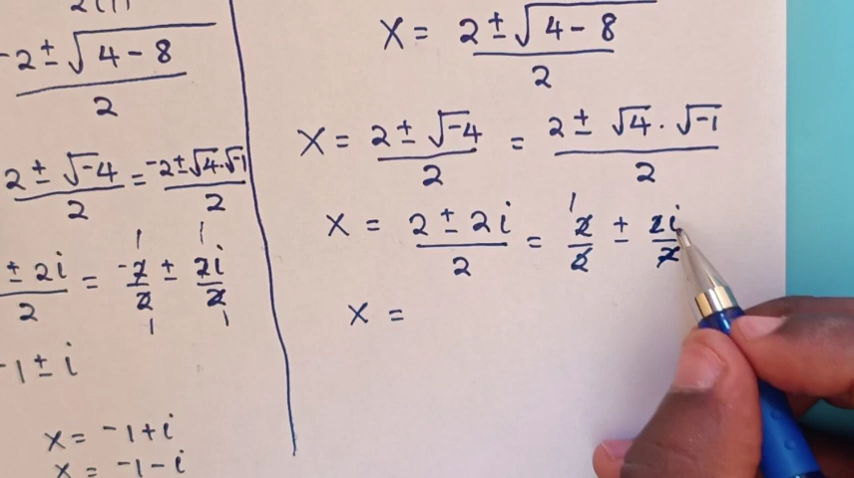 2(1)
-2 ± √4 - 8
2
2 ± √-4 = -2 ± √4 · √-1
2 2
± 2i = -2 ± 2i
2 2 2
-1 ± i
x = -1 + i
x = -1 - i
X = 2 ± √4 - 8
2
X = 2 ± √-4 = 2 ± √4 · √-1
2 2
x = 2 ± 2i = 2 ± 2i
2 2 2
x =